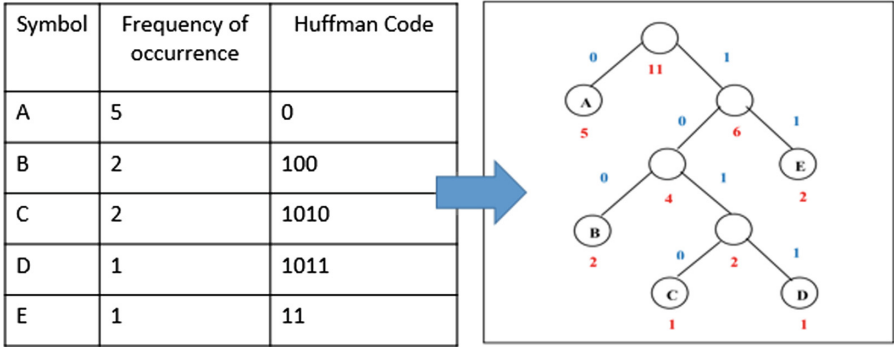 Symbol Frequency of occurrence Huffman Code
A 5 0
B 2 100
C 2 1010
D 1 1011
E 1 11
0 1
11
A
5
0 1
6
E
2
0 1
4
B
2
0 1
2
C D
1 1